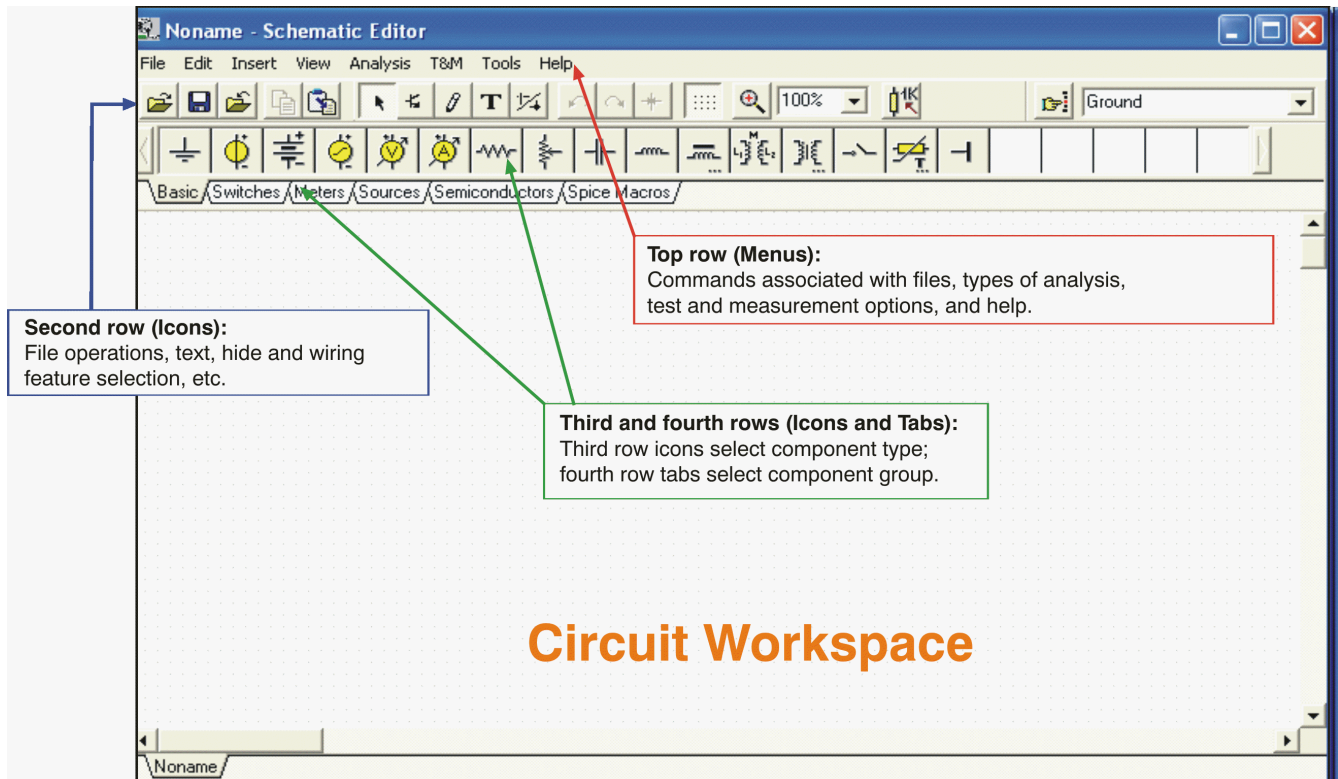 Noname - Schematic Editor
File Edit Insert View Analysis T&M Tools Help
T 100% 1K Ground
V A M L1 L2 T
Basic Switches Meters Sources Semiconductors Spice Macros
Top row (Menus):
Commands associated with files, types of analysis,
test and measurement options, and help.
Second row (Icons):
File operations, text, hide and wiring
feature selection, etc.
Third and fourth rows (Icons and Tabs):
Third row icons select component type;
fourth row tabs select component group.
Circuit Workspace
Noname